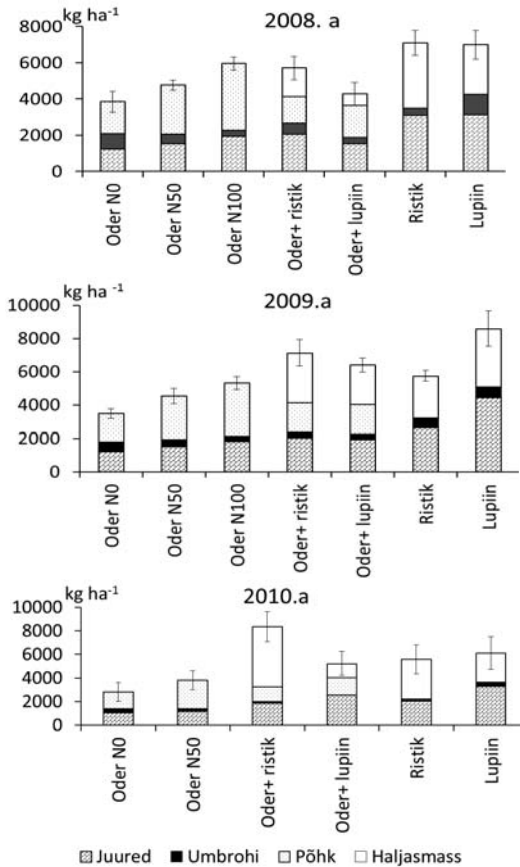 kg ha⁻¹
2008. a
8000
6000
4000
2000
0
Oder N0
Oder N50
Oder N100
Oder+ ristik
Oder+ lupiin
Ristik
Lupiin
kg ha ⁻¹
2009.a
10000
8000
6000
4000
2000
0
Oder N0
Oder N50
Oder N100
Oder+ ristik
Oder+ lupiin
Ristik
Lupiin
kg ha⁻¹
2010.a
10000
8000
6000
4000
2000
0
Oder N0
Oder N50
Oder+ ristik
Oder+ lupiin
Ristik
Lupiin
Juured Umbrohi Põhk Haljasmass